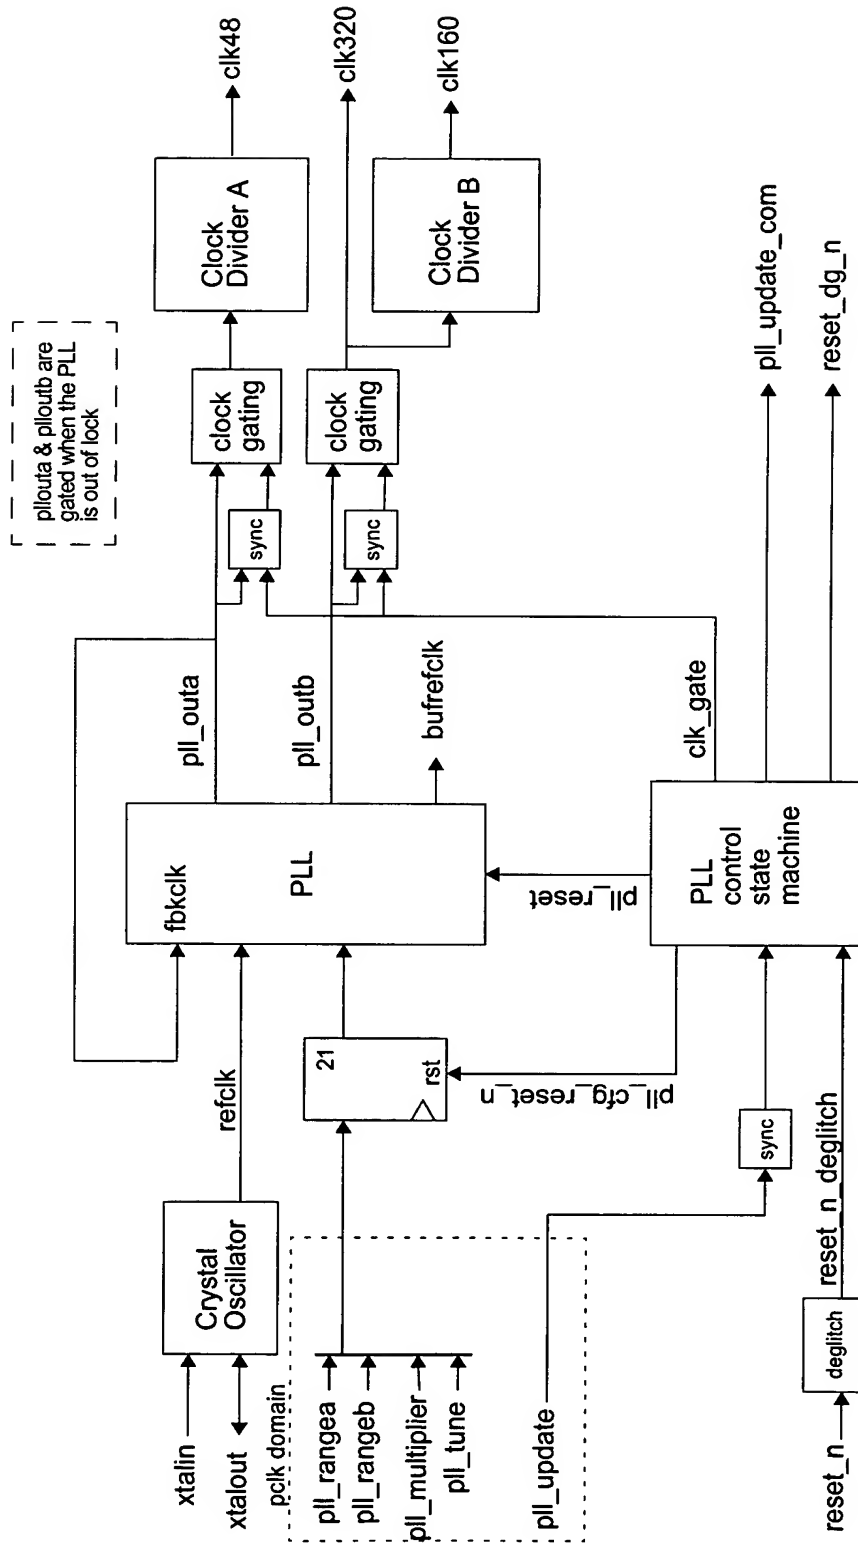 pllouta & plloutb are
gated when the PLL
is out of lock
xtalin
xtalout
Crystal
Oscillator
refclk
fbkclk
PLL
pll_outa
pll_outb
bufrefclk
sync
sync
clock
gating
clock
gating
Clock
Divider A
Clock
Divider B
clk48
clk320
clk160
pclk domain
pll_rangea
pll_rangeb
pll_multiplier
pll_tune
pll_update
21
rst
pll_cfg_reset_n
pll_reset
clk_gate
sync
PLL
control
state
machine
pll_update_com
reset_dg_n
reset_n
deglitch
reset_n_deglitch